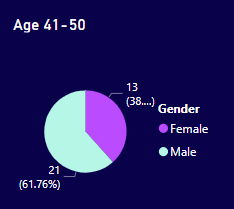 Age 41-50
13
(38....)
Gender
Female
Male
21
(61.76%)